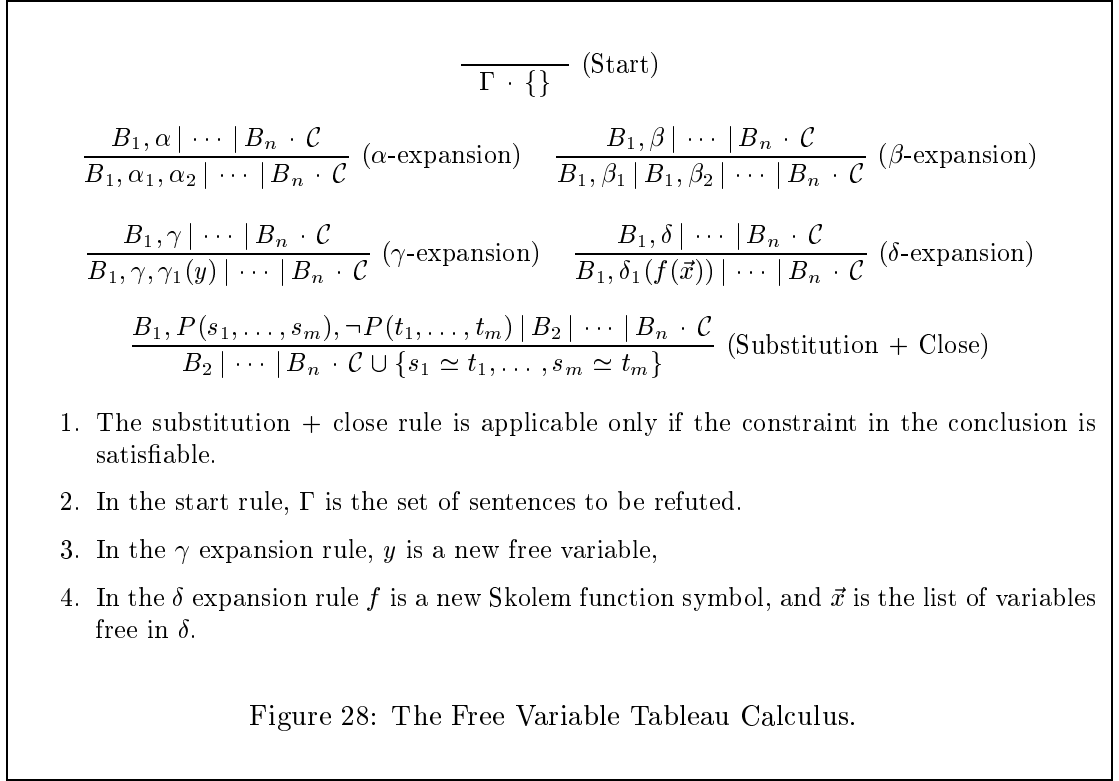 (Start)
Γ · {}
B₁, α | ··· | Bₙ · 𝒞 (α-expansion) B₁, β | ··· | Bₙ · 𝒞 (β-expansion)
B₁, α₁, α₂ | ··· | Bₙ · 𝒞 B₁, β₁ | B₁, β₂ | ··· | Bₙ · 𝒞
B₁, γ | ··· | Bₙ · 𝒞 (γ-expansion) B₁, δ | ··· | Bₙ · 𝒞 (δ-expansion)
B₁, γ, γ₁(y) | ··· | Bₙ · 𝒞 B₁, δ₁(f(x⃗)) | ··· | Bₙ · 𝒞
B₁, P(s₁, . . . , sₘ), ¬P(t₁, . . . , tₘ) | B₂ | ··· | Bₙ · 𝒞 (Substitution + Close)
B₂ | ··· | Bₙ · 𝒞 ∪ {s₁ ≃ t₁, . . . , sₘ ≃ tₘ}
1. The substitution + close rule is applicable only if the constraint in the conclusion is
satisfiable.
2. In the start rule, Γ is the set of sentences to be refuted.
3. In the γ expansion rule, y is a new free variable,
4. In the δ expansion rule f is a new Skolem function symbol, and x⃗ is the list of variables
free in δ.
Figure 28: The Free Variable Tableau Calculus.